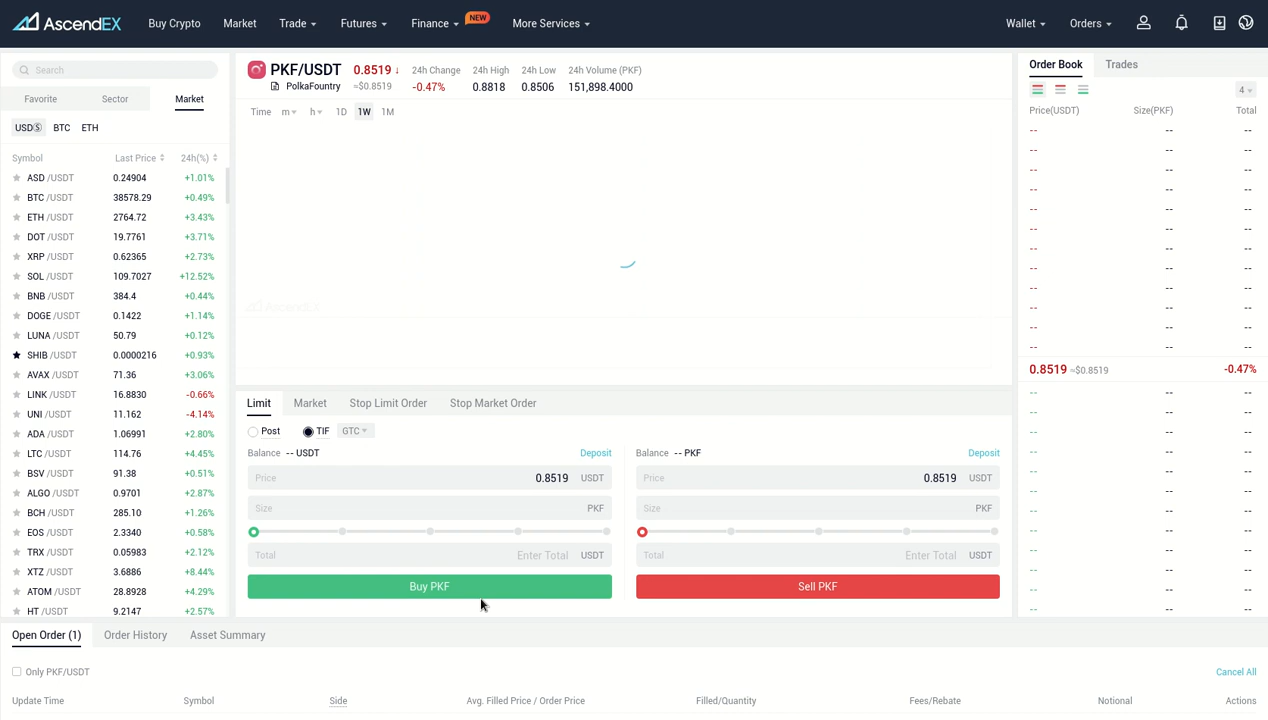 AscendEX
Buy Crypto
Market
Trade
Futures
Finance
NEW
More Services
Wallet
Orders
Search
Favorite
Sector
Market
USDⓈ
BTC
ETH
Symbol
Last Price
24h(%)
ASD /USDT 0.24904 +1.01%
BTC /USDT 38578.29 +0.49%
ETH /USDT 2764.72 +3.43%
DOT /USDT 19.7761 +3.71%
XRP /USDT 0.62365 +2.73%
SOL /USDT 109.7027 +12.52%
BNB /USDT 384.4 +0.44%
DOGE /USDT 0.1422 +1.14%
LUNA /USDT 50.79 +0.12%
SHIB /USDT 0.0000216 +0.93%
AVAX /USDT 71.36 +3.06%
LINK /USDT 16.8830 -0.66%
UNI /USDT 11.162 -4.14%
ADA /USDT 1.06991 +2.80%
LTC /USDT 114.76 +4.45%
BSV /USDT 91.38 +0.51%
ALGO /USDT 0.9701 +2.87%
BCH /USDT 285.10 +1.26%
EOS /USDT 2.3340 +0.58%
TRX /USDT 0.05983 +2.12%
XTZ /USDT 3.6886 +8.44%
ATOM /USDT 28.8928 +4.29%
HT /USDT 9.2147 +2.57%
PKF/USDT
PolkaFoundry
0.8519 ↓
≈$0.8519
24h Change
-0.47%
24h High
0.8818
24h Low
0.8506
24h Volume (PKF)
151,898.4000
Time m h 1D 1W 1M
AscendEX
Limit
Market
Stop Limit Order
Stop Market Order
Post
TIF
GTC
Balance -- USDT
Deposit
Price 0.8519 USDT
Size PKF
Total Enter Total USDT
Buy PKF
Balance -- PKF
Deposit
Price 0.8519 USDT
Size PKF
Total Enter Total USDT
Sell PKF
Order Book
Trades
4
Price(USDT) Size(PKF) Total
-- -- --
-- -- --
-- -- --
-- -- --
-- -- --
-- -- --
-- -- --
-- -- --
-- -- --
-- -- --
-- -- --
-- -- --
0.8519 ≈$0.8519 -0.47%
-- -- --
-- -- --
-- -- --
-- -- --
-- -- --
-- -- --
-- -- --
-- -- --
-- -- --
-- -- --
-- -- --
-- -- --
Open Order (1)
Order History
Asset Summary
Only PKF/USDT
Cancel All
Update Time
Symbol
Side
Avg. Filled Price / Order Price
Filled/Quantity
Fees/Rebate
Notional
Actions